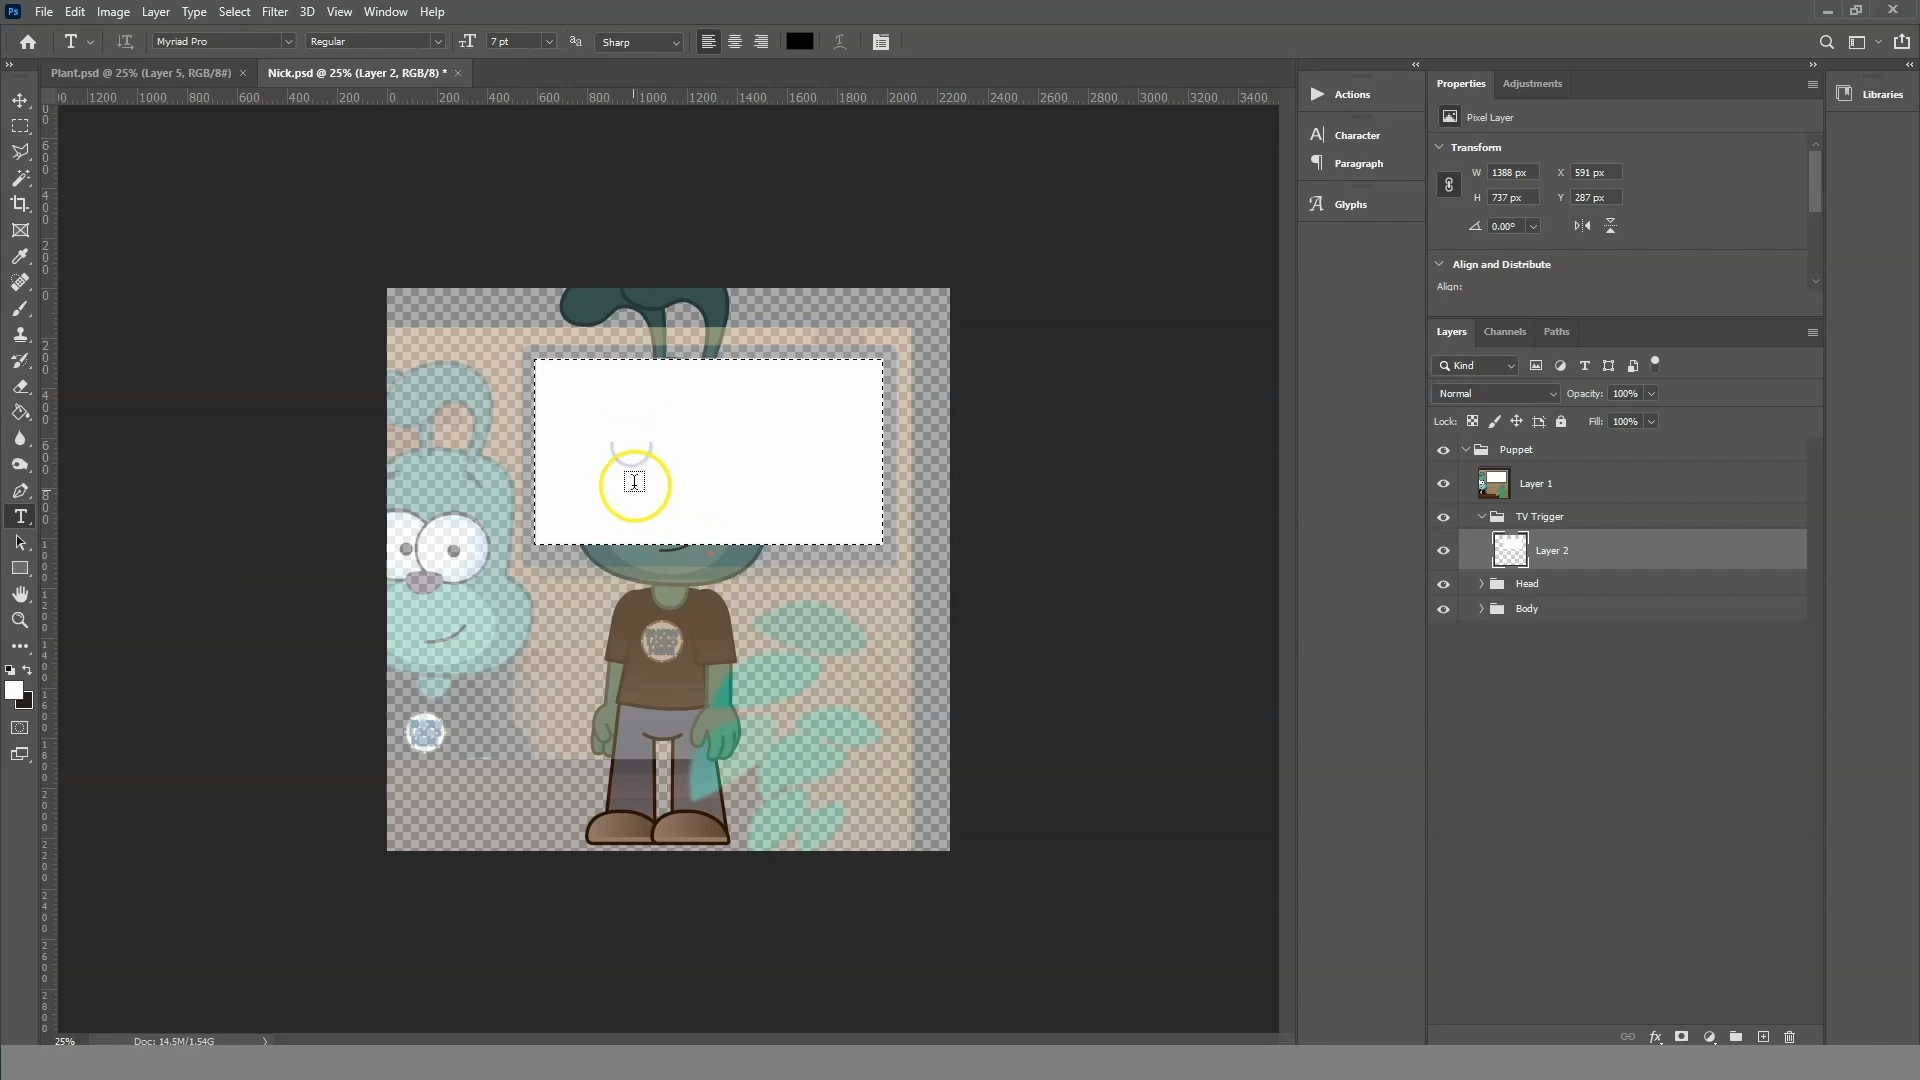 Ps File Edit Image Layer Type Select Filter 3D View Window Help
T Myriad Pro Regular 7 pt Sharp
Plant.psd @ 25% (Layer 5, RGB/8#) × Nick.psd @ 25% (Layer 2, RGB/8) * ×
1200 1000 800 600 400 200 0 200 400 600 800 1000 1200 1400 1600 1800 2000 2200 2400 2600 2800 3000 3200 3400
Actions
Character
Paragraph
Glyphs
Properties Adjustments
Libraries
Pixel Layer
Transform
W 1388 px X 591 px
H 737 px Y 287 px
0.00°
Align and Distribute
Align:
Layers Channels Paths
Kind
Normal Opacity: 100%
Lock: Fill: 100%
Puppet
Layer 1
TV Trigger
Layer 2
Head
Body
25% Doc: 14.5M/1.54G